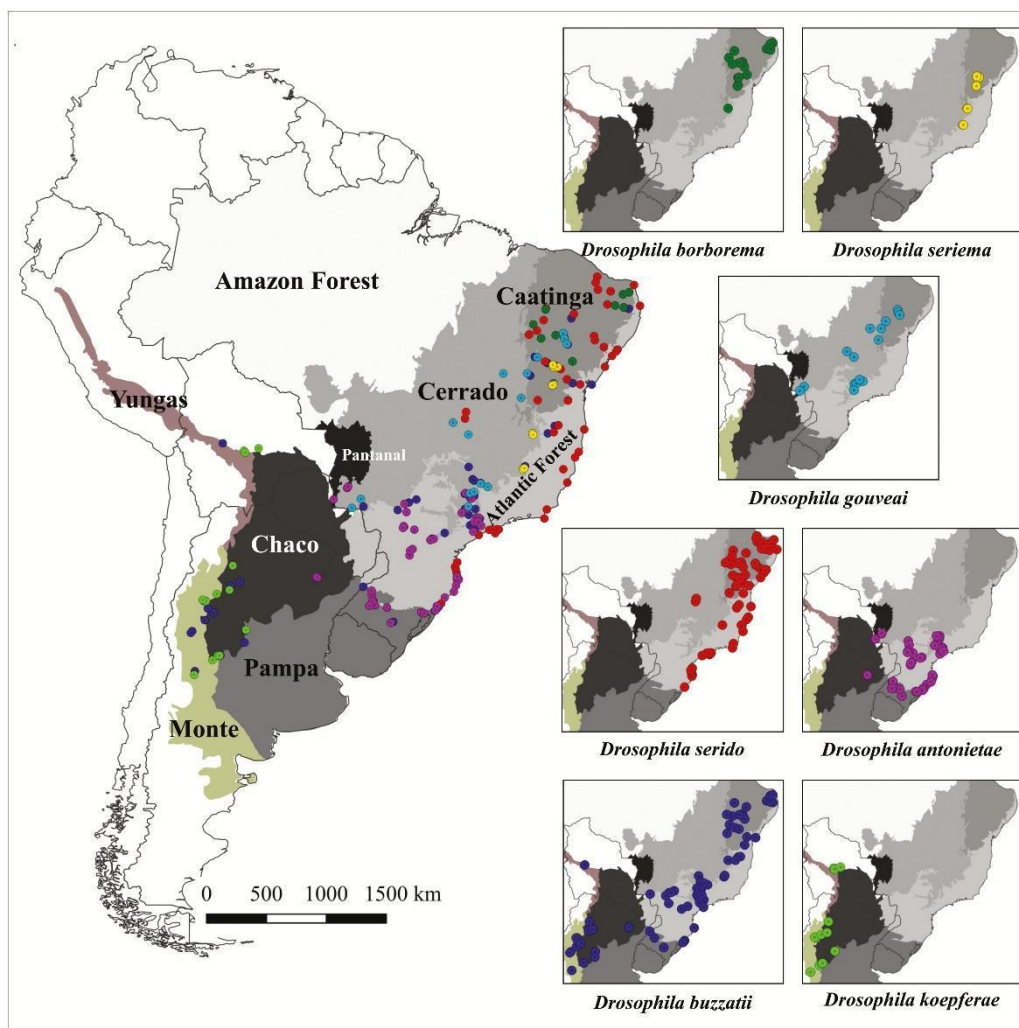 Amazon Forest
Caatinga
Cerrado
Yungas
Pantanal
Atlantic Forest
Chaco
Pampa
Monte
0 500 1000 1500 km
Drosophila borborema
Drosophila seriema
Drosophila gouveai
Drosophila serido
Drosophila antonietae
Drosophila buzzatii
Drosophila koepferae